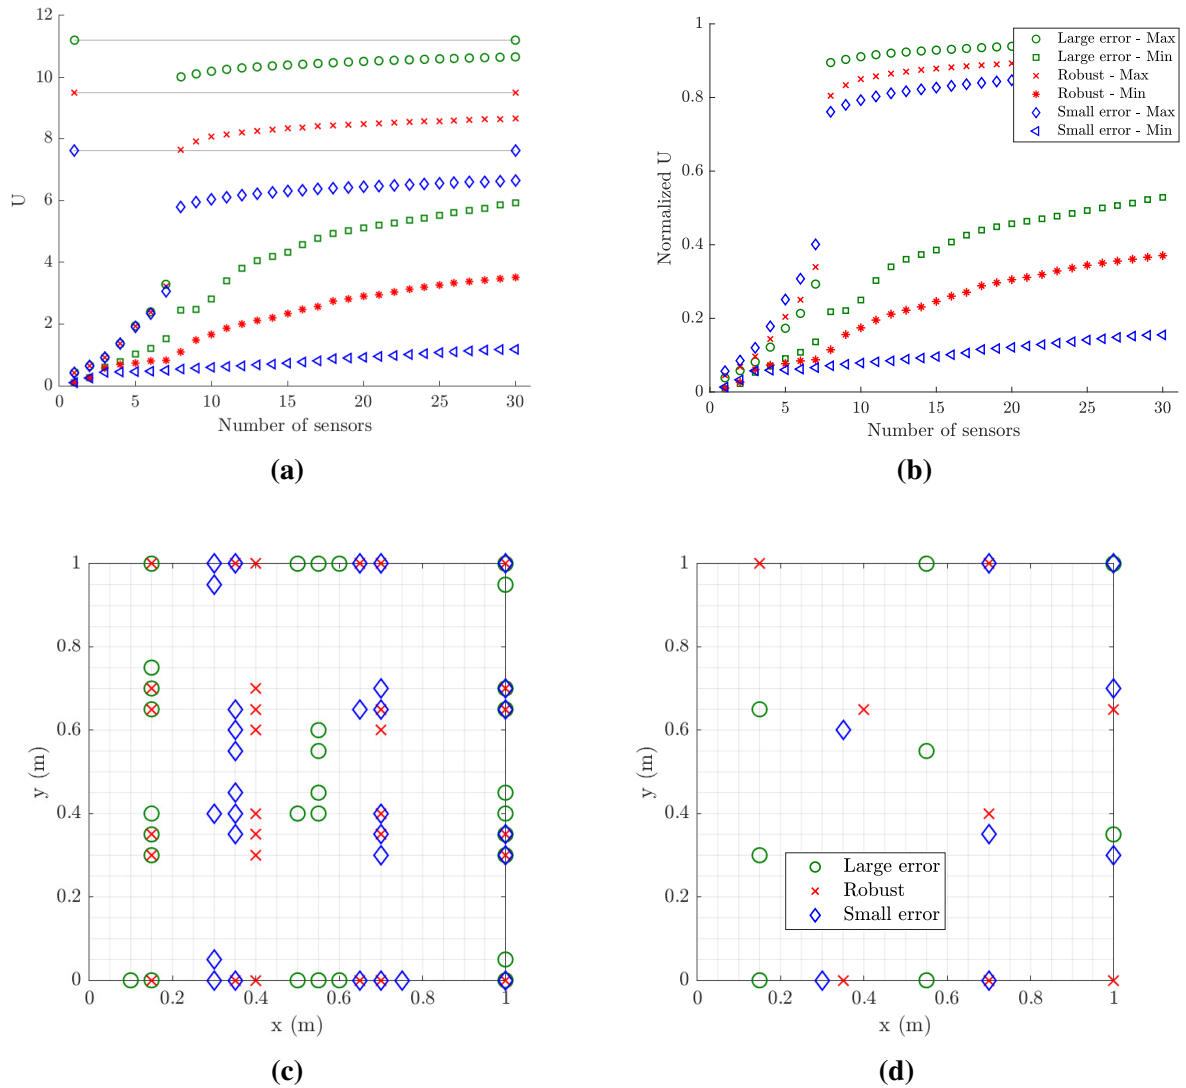 12
10
8
6
4
2
0
U
0
5
10
15
20
25
30
Number of sensors
(a)
1
0.8
0.6
0.4
0.2
0
Normalized U
Large error - Max
Large error - Min
Robust - Max
Robust - Min
Small error - Max
Small error - Min
0
5
10
15
20
25
30
Number of sensors
(b)
1
0.8
0.6
0.4
0.2
0
y (m)
0
0.2
0.4
0.6
0.8
1
x (m)
(c)
1
0.8
0.6
0.4
0.2
0
y (m)
Large error
Robust
Small error
0
0.2
0.4
0.6
0.8
1
x (m)
(d)